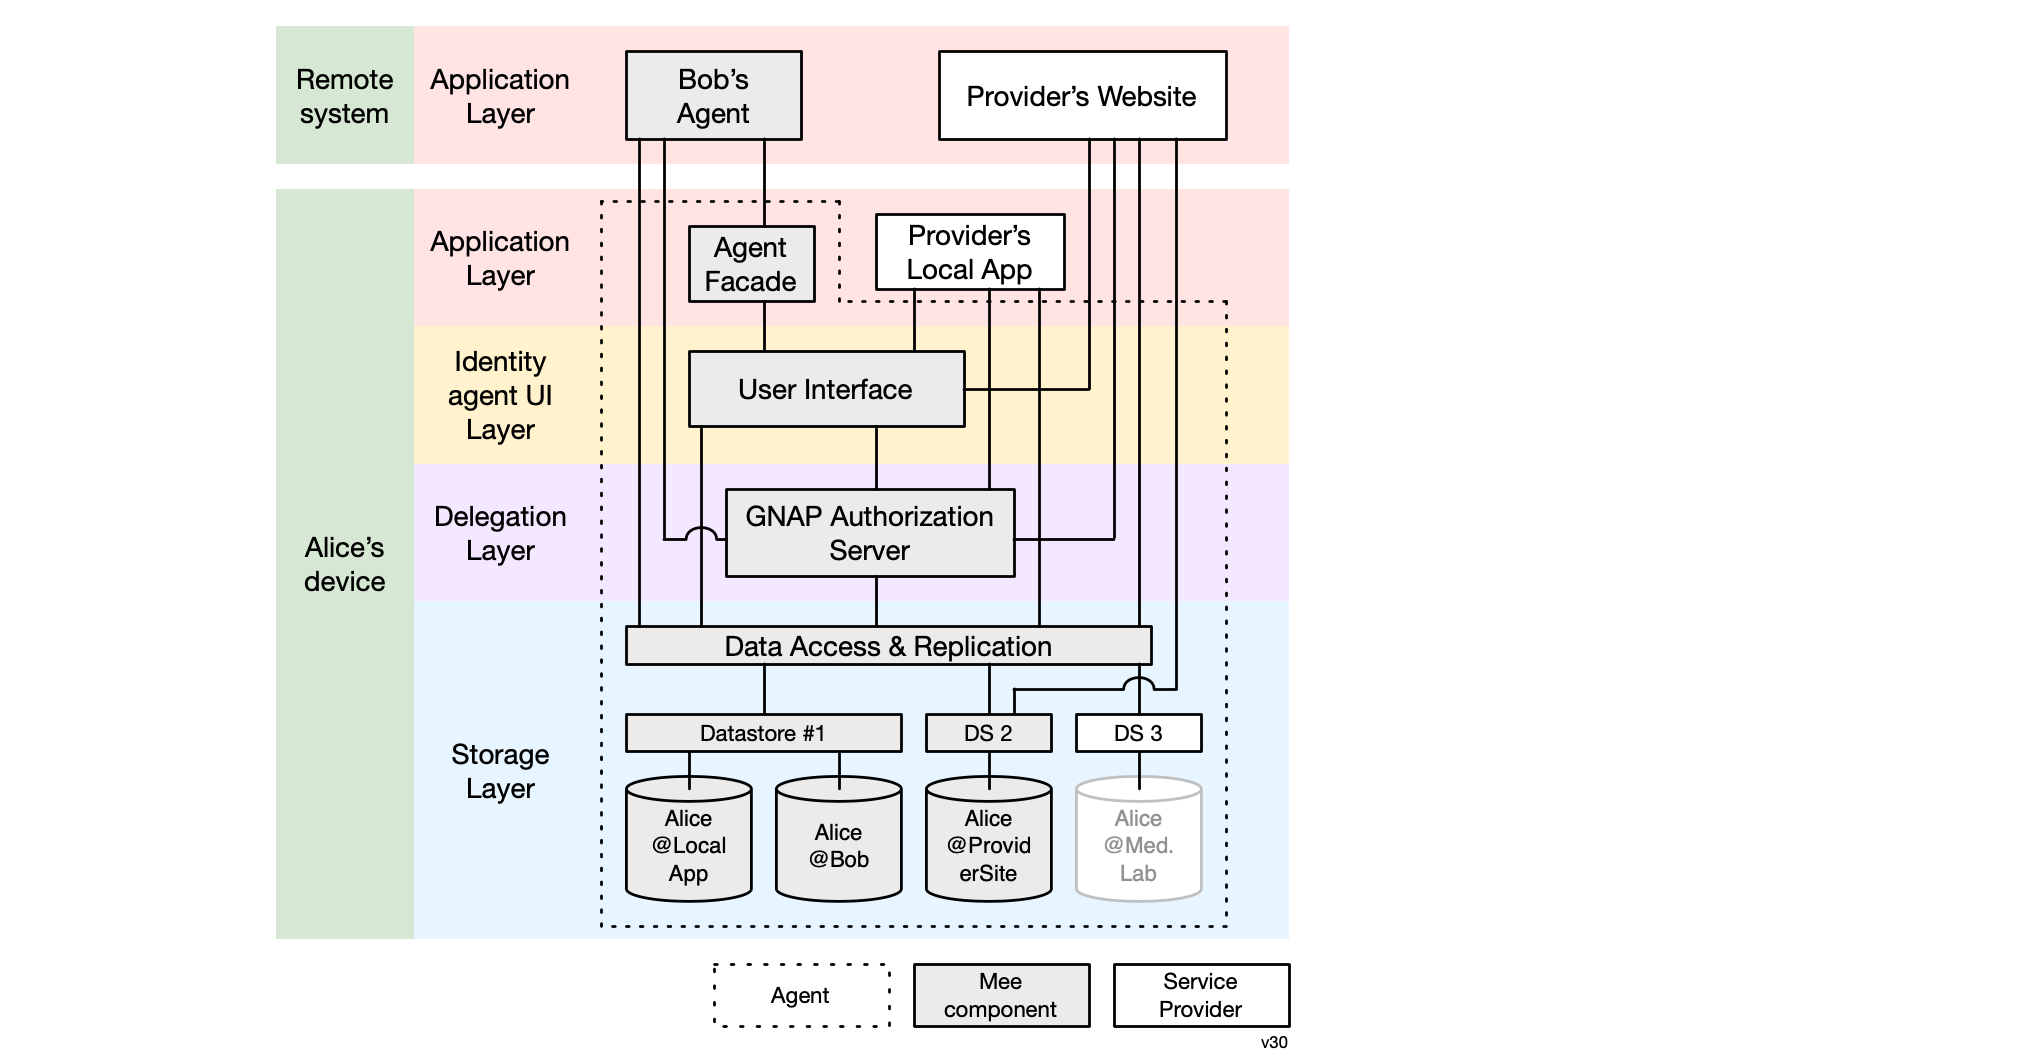 Remote
system
Application
Layer
Bob’s
Agent
Provider’s Website
Alice’s
device
Application
Layer
Agent
Facade
Provider’s
Local App
Identity
agent UI
Layer
User Interface
Delegation
Layer
GNAP Authorization
Server
Storage
Layer
Data Access & Replication
Datastore #1
DS 2
DS 3
Alice
@Local
App
Alice
@Bob
Alice
@Provid
erSite
Alice
@Med.
Lab
Agent
Mee
component
Service
Provider
v30